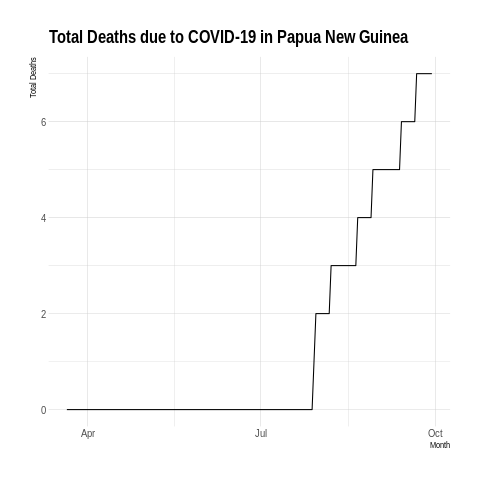 Total Deaths due to COVID-19 in Papua New Guinea
Total Deaths
6
4
2
0
Apr Jul Oct
Month